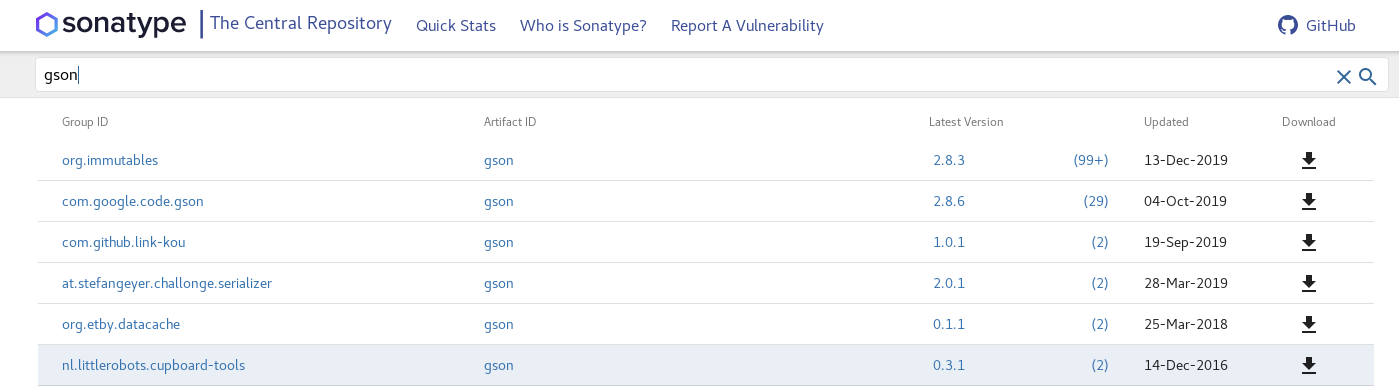 sonatype The Central Repository Quick Stats Who is Sonatype? Report A Vulnerability GitHub
gson
Group ID Artifact ID Latest Version Updated Download
org.immutables gson 2.8.3 (99+) 13-Dec-2019
com.google.code.gson gson 2.8.6 (29) 04-Oct-2019
com.github.link-kou gson 1.0.1 (2) 19-Sep-2019
at.stefangeyer.challonge.serializer gson 2.0.1 (2) 28-Mar-2019
org.etby.datacache gson 0.1.1 (2) 25-Mar-2018
nl.littlerobots.cupboard-tools gson 0.3.1 (2) 14-Dec-2016